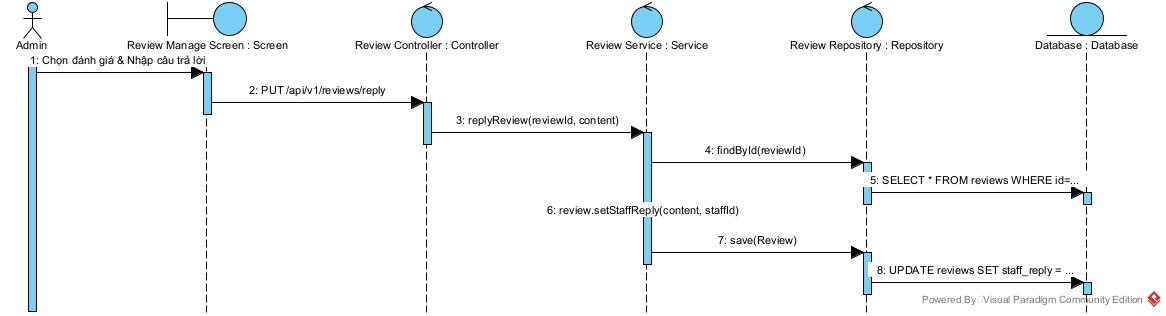 Admin
Review Manage Screen : Screen
Review Controller : Controller
Review Service : Service
Review Repository : Repository
Database : Database
1: Chọn đánh giá & Nhập câu trả lời
2: PUT /api/v1/reviews/reply
3: replyReview(reviewId, content)
4: findById(reviewId)
5: SELECT * FROM reviews WHERE id=...
6: review.setStaffReply(content, staffId)
7: save(Review)
8: UPDATE reviews SET staff_reply = ...
Powered By Visual Paradigm Community Edition